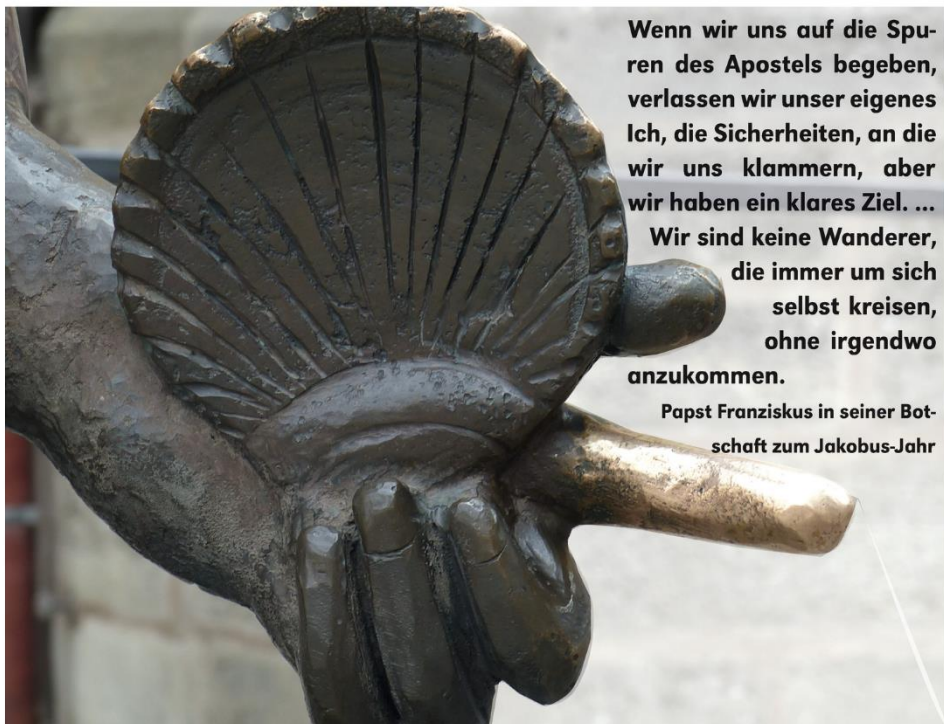 Wenn wir uns auf die Spu-
ren des Apostels begeben,
verlassen wir unser eigenes
Ich, die Sicherheiten, an die
wir uns klammern, aber
wir haben ein klares Ziel. ...
Wir sind keine Wanderer,
die immer um sich
selbst kreisen,
ohne irgendwo
anzukommen.
Papst Franziskus in seiner Bot-
schaft zum Jakobus-Jahr